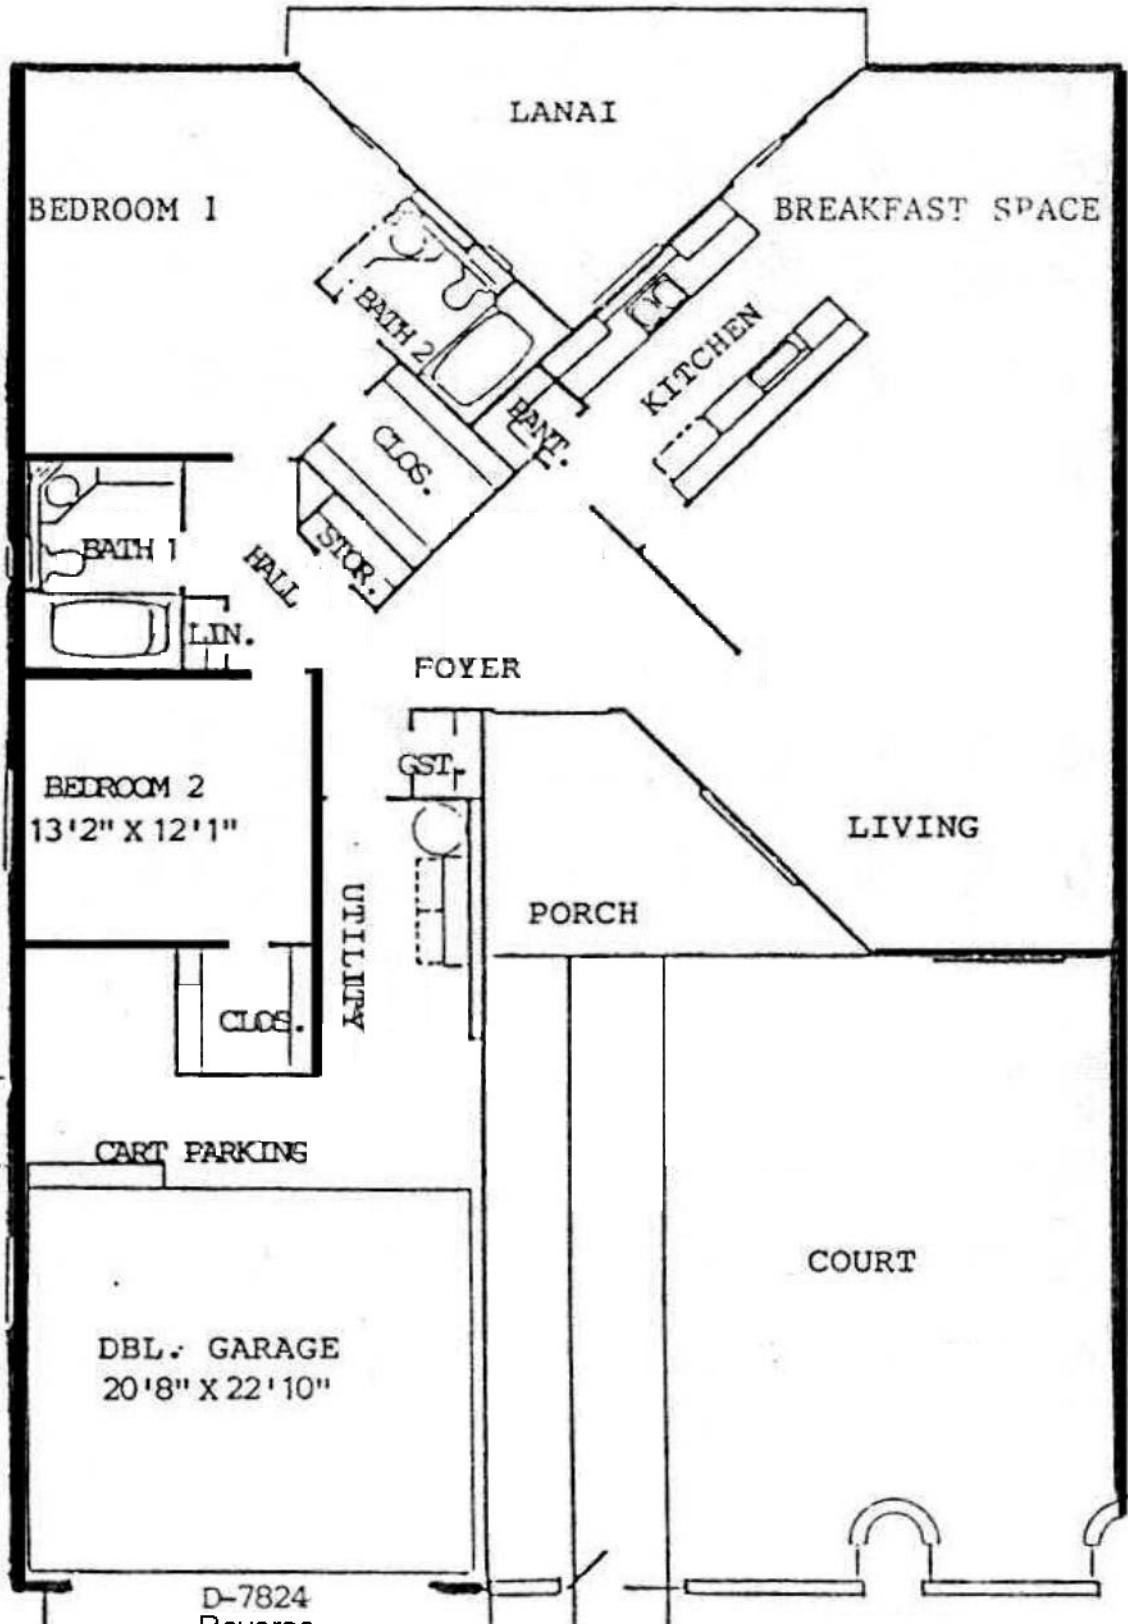 LANAI
BEDROOM 1
BREAKFAST SPACE
BATH 2
KITCHEN
PANT.
CLOS.
STOR.
BATH 1
HALL
LIN.
FOYER
GST.
BEDROOM 2
13'2" X 12'1"
LIVING
UTILITY
PORCH
CLOS.
CART PARKING
COURT
DBL. GARAGE
20'8" X 22'10"
D-7824
Reverse